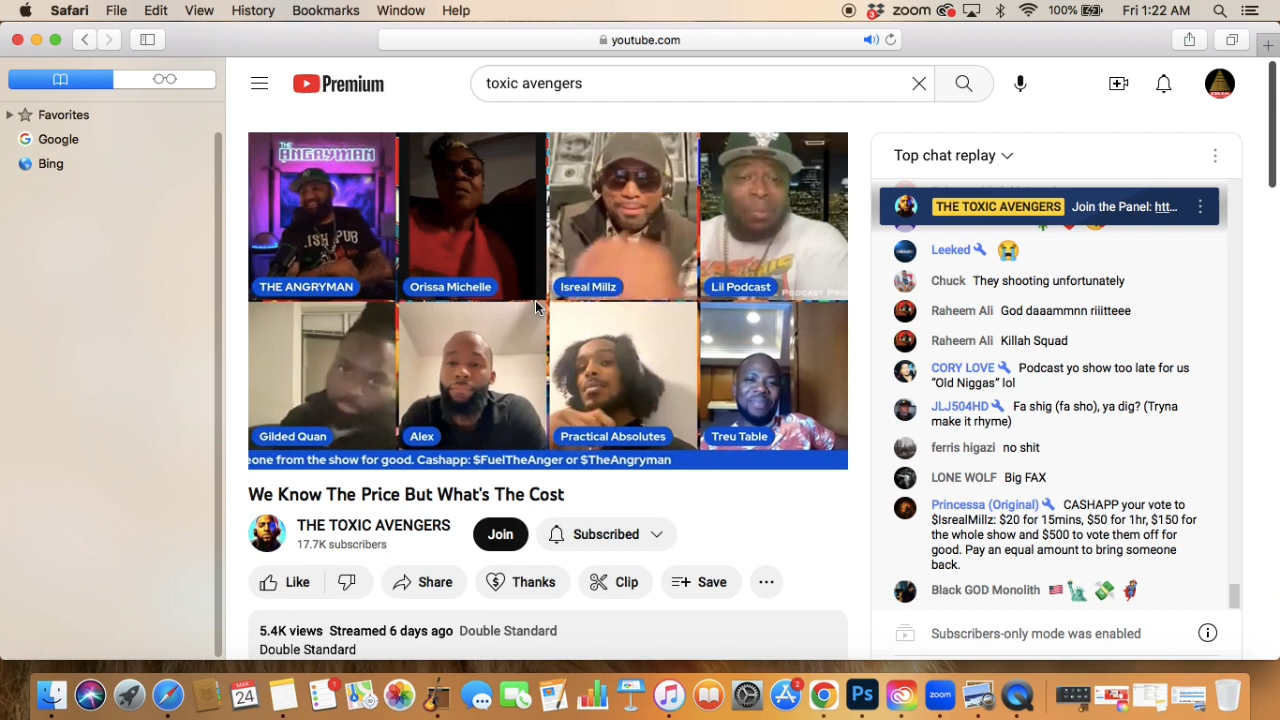 Safari File Edit View History Bookmarks Window Help zoom 100% Fri 1:22 AM
youtube.com
Premium
toxic avengers
Favorites
Google
Bing
THE ANGRYMAN
THE ANGRYMAN
Orissa Michelle
Isreal Millz
Lil Podcast
Gilded Quan
Alex
Practical Absolutes
Treu Table
eone from the show for good. Cashapp: $FuelTheAnger or $TheAngryman
We Know The Price But What's The Cost
THE TOXIC AVENGERS
17.7K subscribers
Join
Subscribed
Like
Share
Thanks
Clip
Save
5.4K views Streamed 6 days ago Double Standard
Double Standard
Top chat replay
THE TOXIC AVENGERS Join the Panel: htt...
Leeked
Chuck They shooting unfortunately
Raheem Ali God daaammnn riiitteee
Raheem Ali Killah Squad
CORY LOVE Podcast yo show too late for us
"Old Niggas" lol
JLJ504HD Fa shig (fa sho), ya dig? (Tryna
make it rhyme)
ferris higazi no shit
LONE WOLF Big FAX
Princessa (Original) CASHAPP your vote to
$IsrealMillz: $20 for 15mins, $50 for 1hr, $150 for
the whole show and $500 to vote them off for
good. Pay an equal amount to bring someone
back.
Black GOD Monolith
Subscribers-only mode was enabled
MAR
24
1
2
Ps
zoom